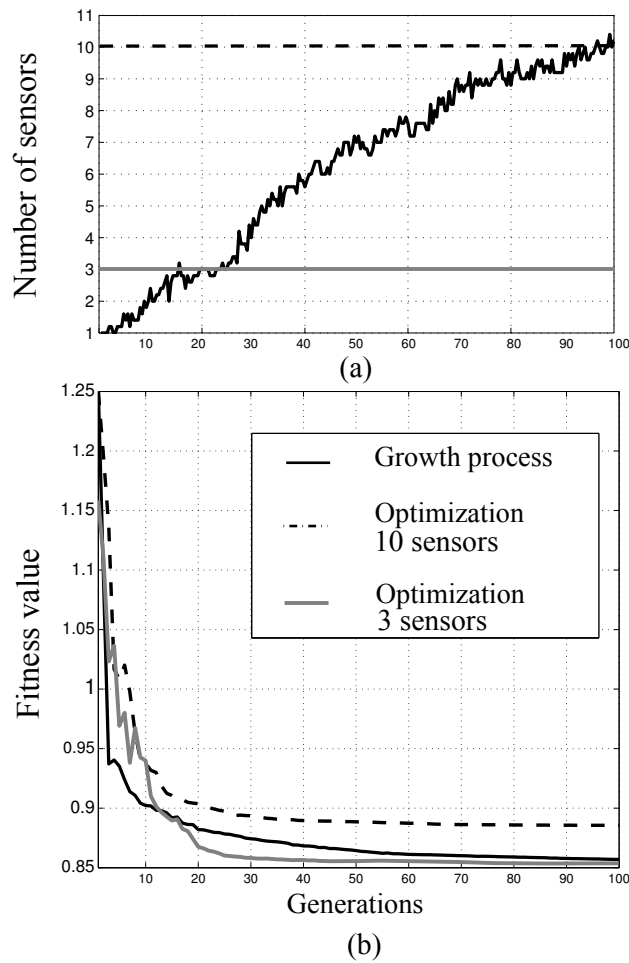 11
10
9
8
7
6
5
4
3
2
1
Number of sensors
10 20 30 40 50 60 70 80 90 100
(a)
1.25
1.2
1.15
1.1
1.05
1
0.95
0.9
0.85
Fitness value
Growth process
Optimization
10 sensors
Optimization
3 sensors
10 20 30 40 50 60 70 80 90 100
Generations
(b)